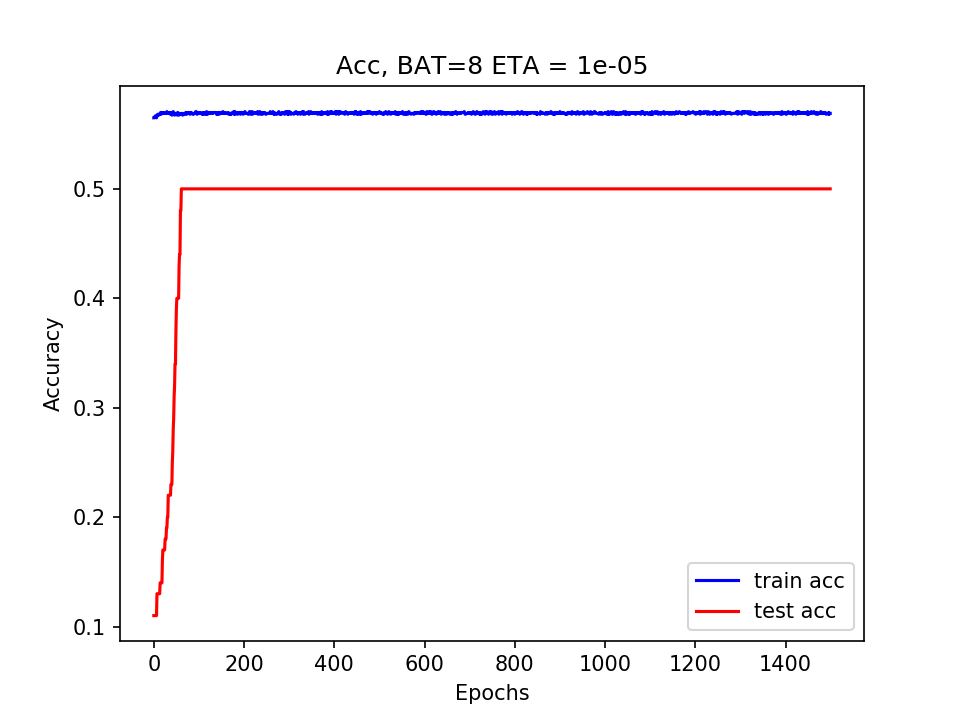 Acc, BAT=8 ETA = 1e-05
0.5
0.4
0.3
0.2
0.1
Accuracy
0 200 400 600 800 1000 1200 1400
Epochs
train acc
test acc